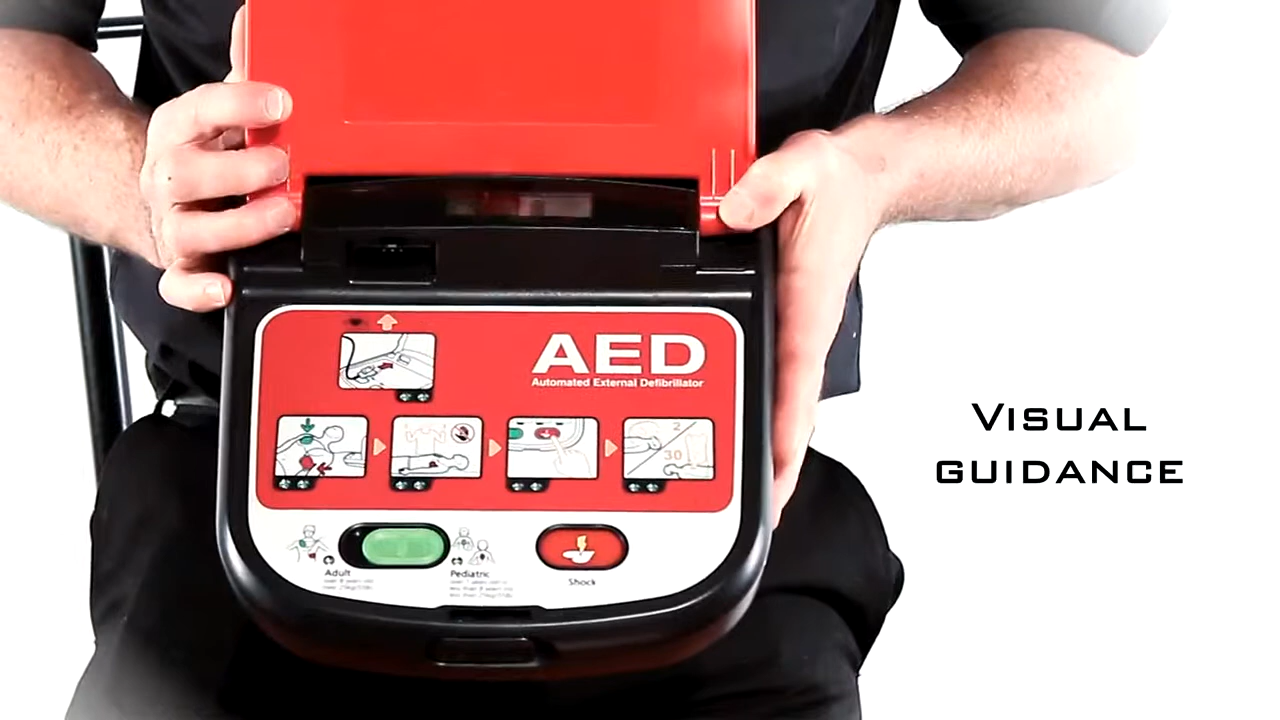 AED
Automated External Defibrillator
2
30
Adult
Pediatric
Shock
VISUAL
GUIDANCE